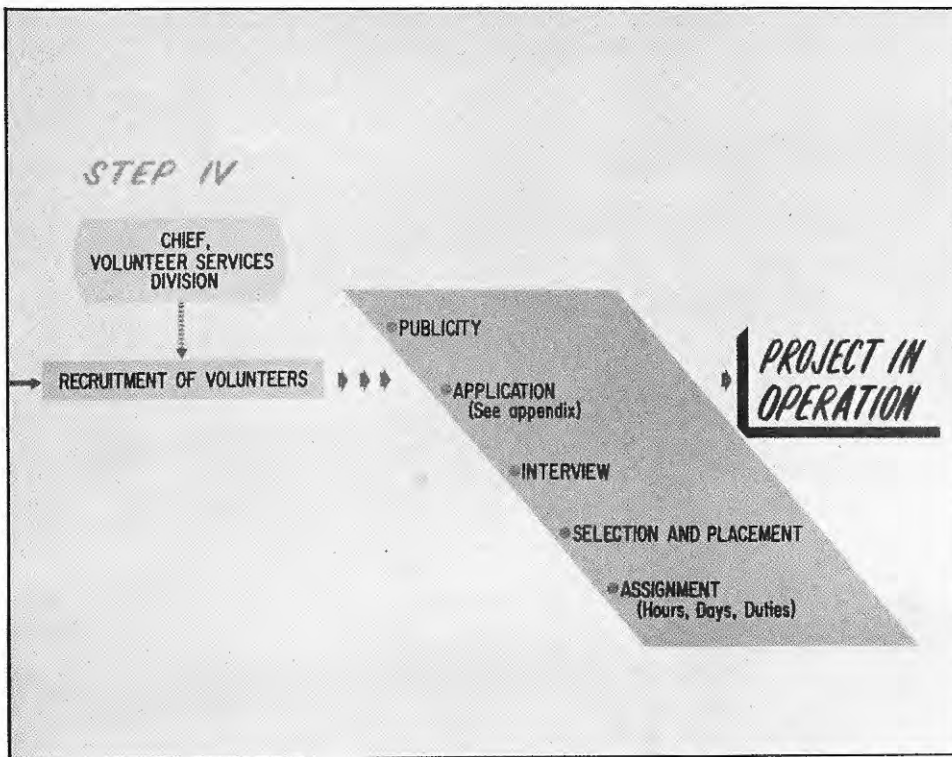 STEP IV
CHIEF,
VOLUNTEER SERVICES
DIVISION
RECRUITMENT OF VOLUNTEERS
PUBLICITY
APPLICATION
(See appendix)
INTERVIEW
SELECTION AND PLACEMENT
ASSIGNMENT
(Hours, Days, Duties)
PROJECT IN
OPERATION